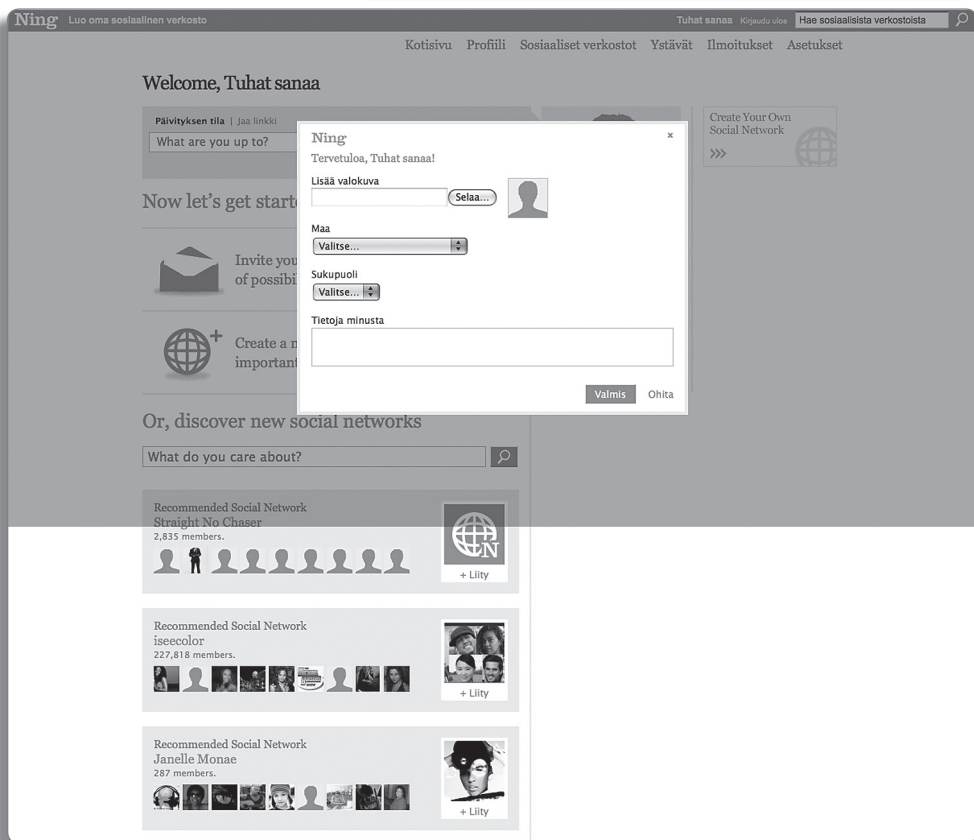 Ning Luo oma sosiaalinen verkosto Tuhat sanaa Kirjaudu ulos Hae sosiaalisista verkostoista
Kotisivu Profiili Sosiaaliset verkostot Ystävät Ilmoitukset Asetukset
Welcome, Tuhat sanaa
Päivityksen tila | Jaa linkki
What are you up to?
Create Your Own
Social Network
>>>
Now let's get starte
Invite you
of possibi
Create a n
important
Ning
×
Tervetuloa, Tuhat sanaa!
Lisää valokuva
Selaa...
Maa
Valitse...
Sukupuoli
Valitse...
Tietoja minusta
Valmis Ohita
Or, discover new social networks
What do you care about?
Recommended Social Network
Straight No Chaser
2,835 members.
N
+ Liity
Recommended Social Network
iseecolor
227,818 members.
+ Liity
Recommended Social Network
Janelle Monae
287 members.
+ Liity